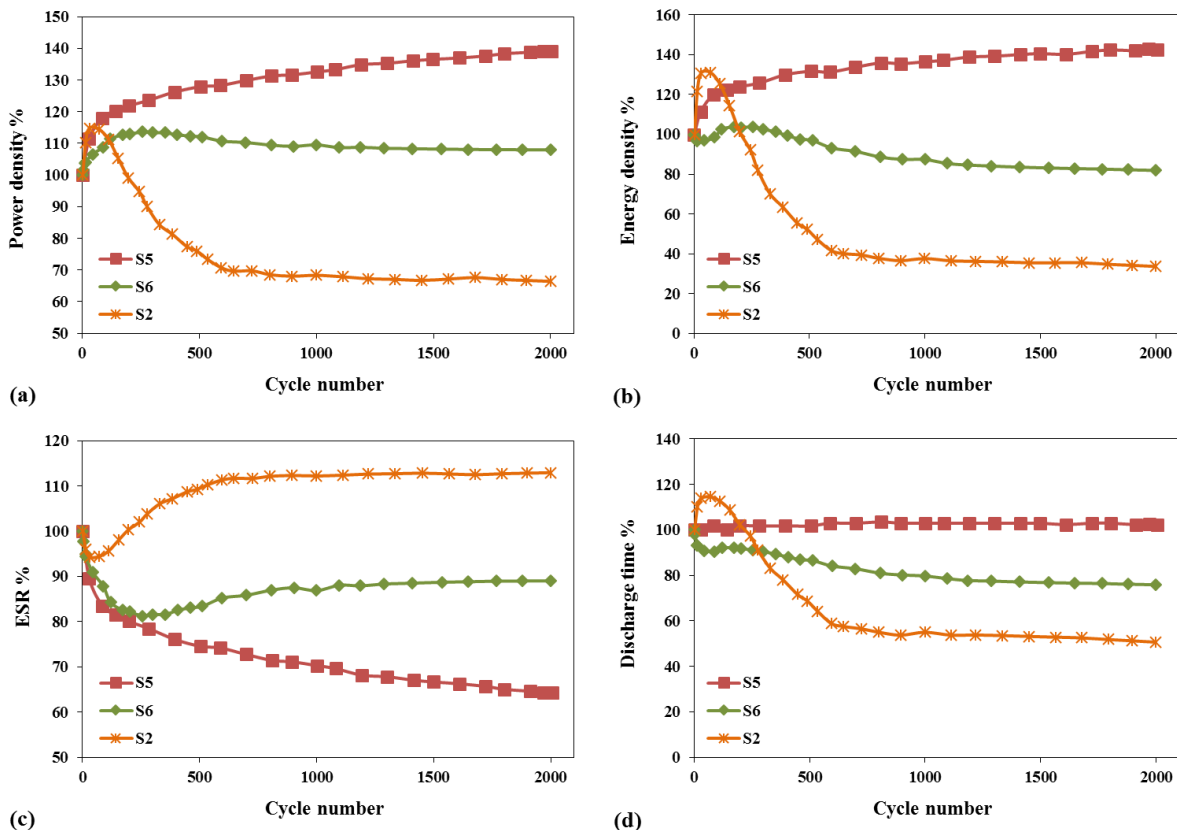 Power density %
150
140
130
120
110
100
90
80
70
60
50
S5
S6
S2
0 500 1000 1500 2000
Cycle number
(a)
Energy density %
160
140
120
100
80
60
40
20
0
S5
S6
S2
0 500 1000 1500 2000
Cycle number
(b)
ESR %
120
110
100
90
80
70
60
50
S5
S6
S2
0 500 1000 1500 2000
Cycle number
(c)
Discharge time %
140
120
100
80
60
40
20
0
S5
S6
S2
0 500 1000 1500 2000
Cycle number
(d)